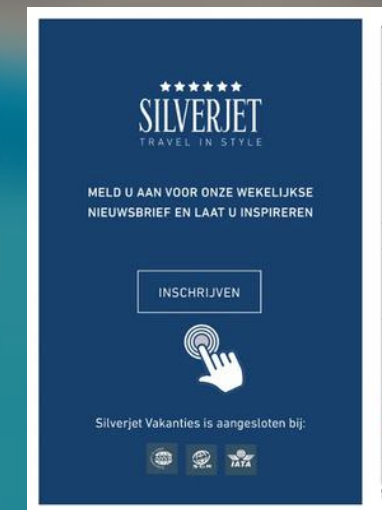 SILVERJET
TRAVEL IN STYLE
MELD U AAN VOOR ONZE WEKELIJKSE
NIEUWSBRIEF EN LAAT U INSPIREREN
INSCHRIJVEN
Silverjet Vakanties is aangesloten bij:
SGR
IATA